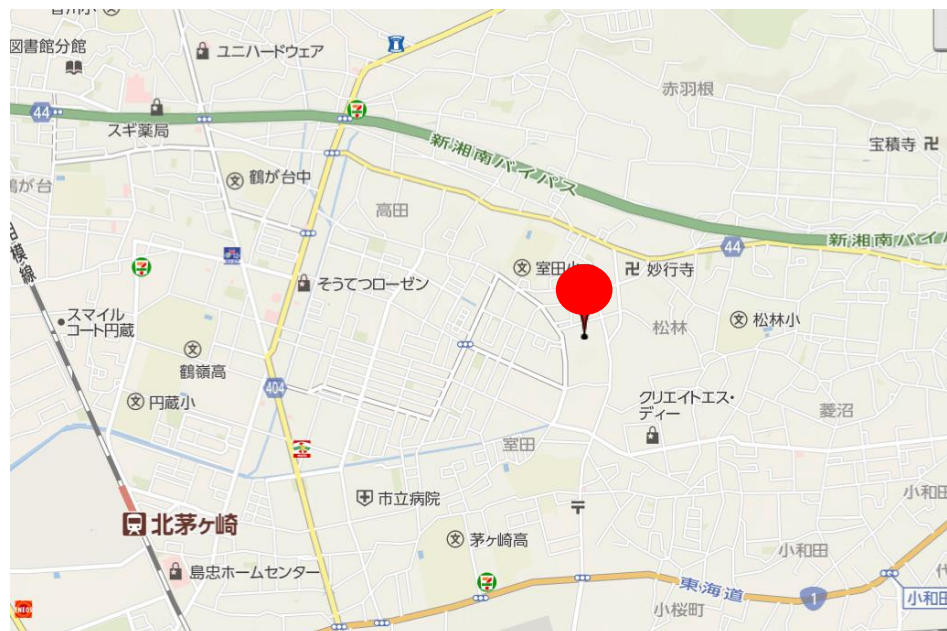 図書館分館
ユニハードウェア
赤羽根
44
スギ薬局
7
新湘南バイパス
宝積寺
鶴が台中
高田
44
新湘南バイ
室田小
妙行寺
7
そうてつローゼン
スマイル
コート円蔵
松林
松林小
鶴嶺高
404
円蔵小
クリエイトエス・
ディー
菱沼
室田
市立病院
小和田
北茅ヶ崎
茅ヶ崎高
小和田
島忠ホームセンター
7
東海道
1
小和田
ENEOS
小桜町